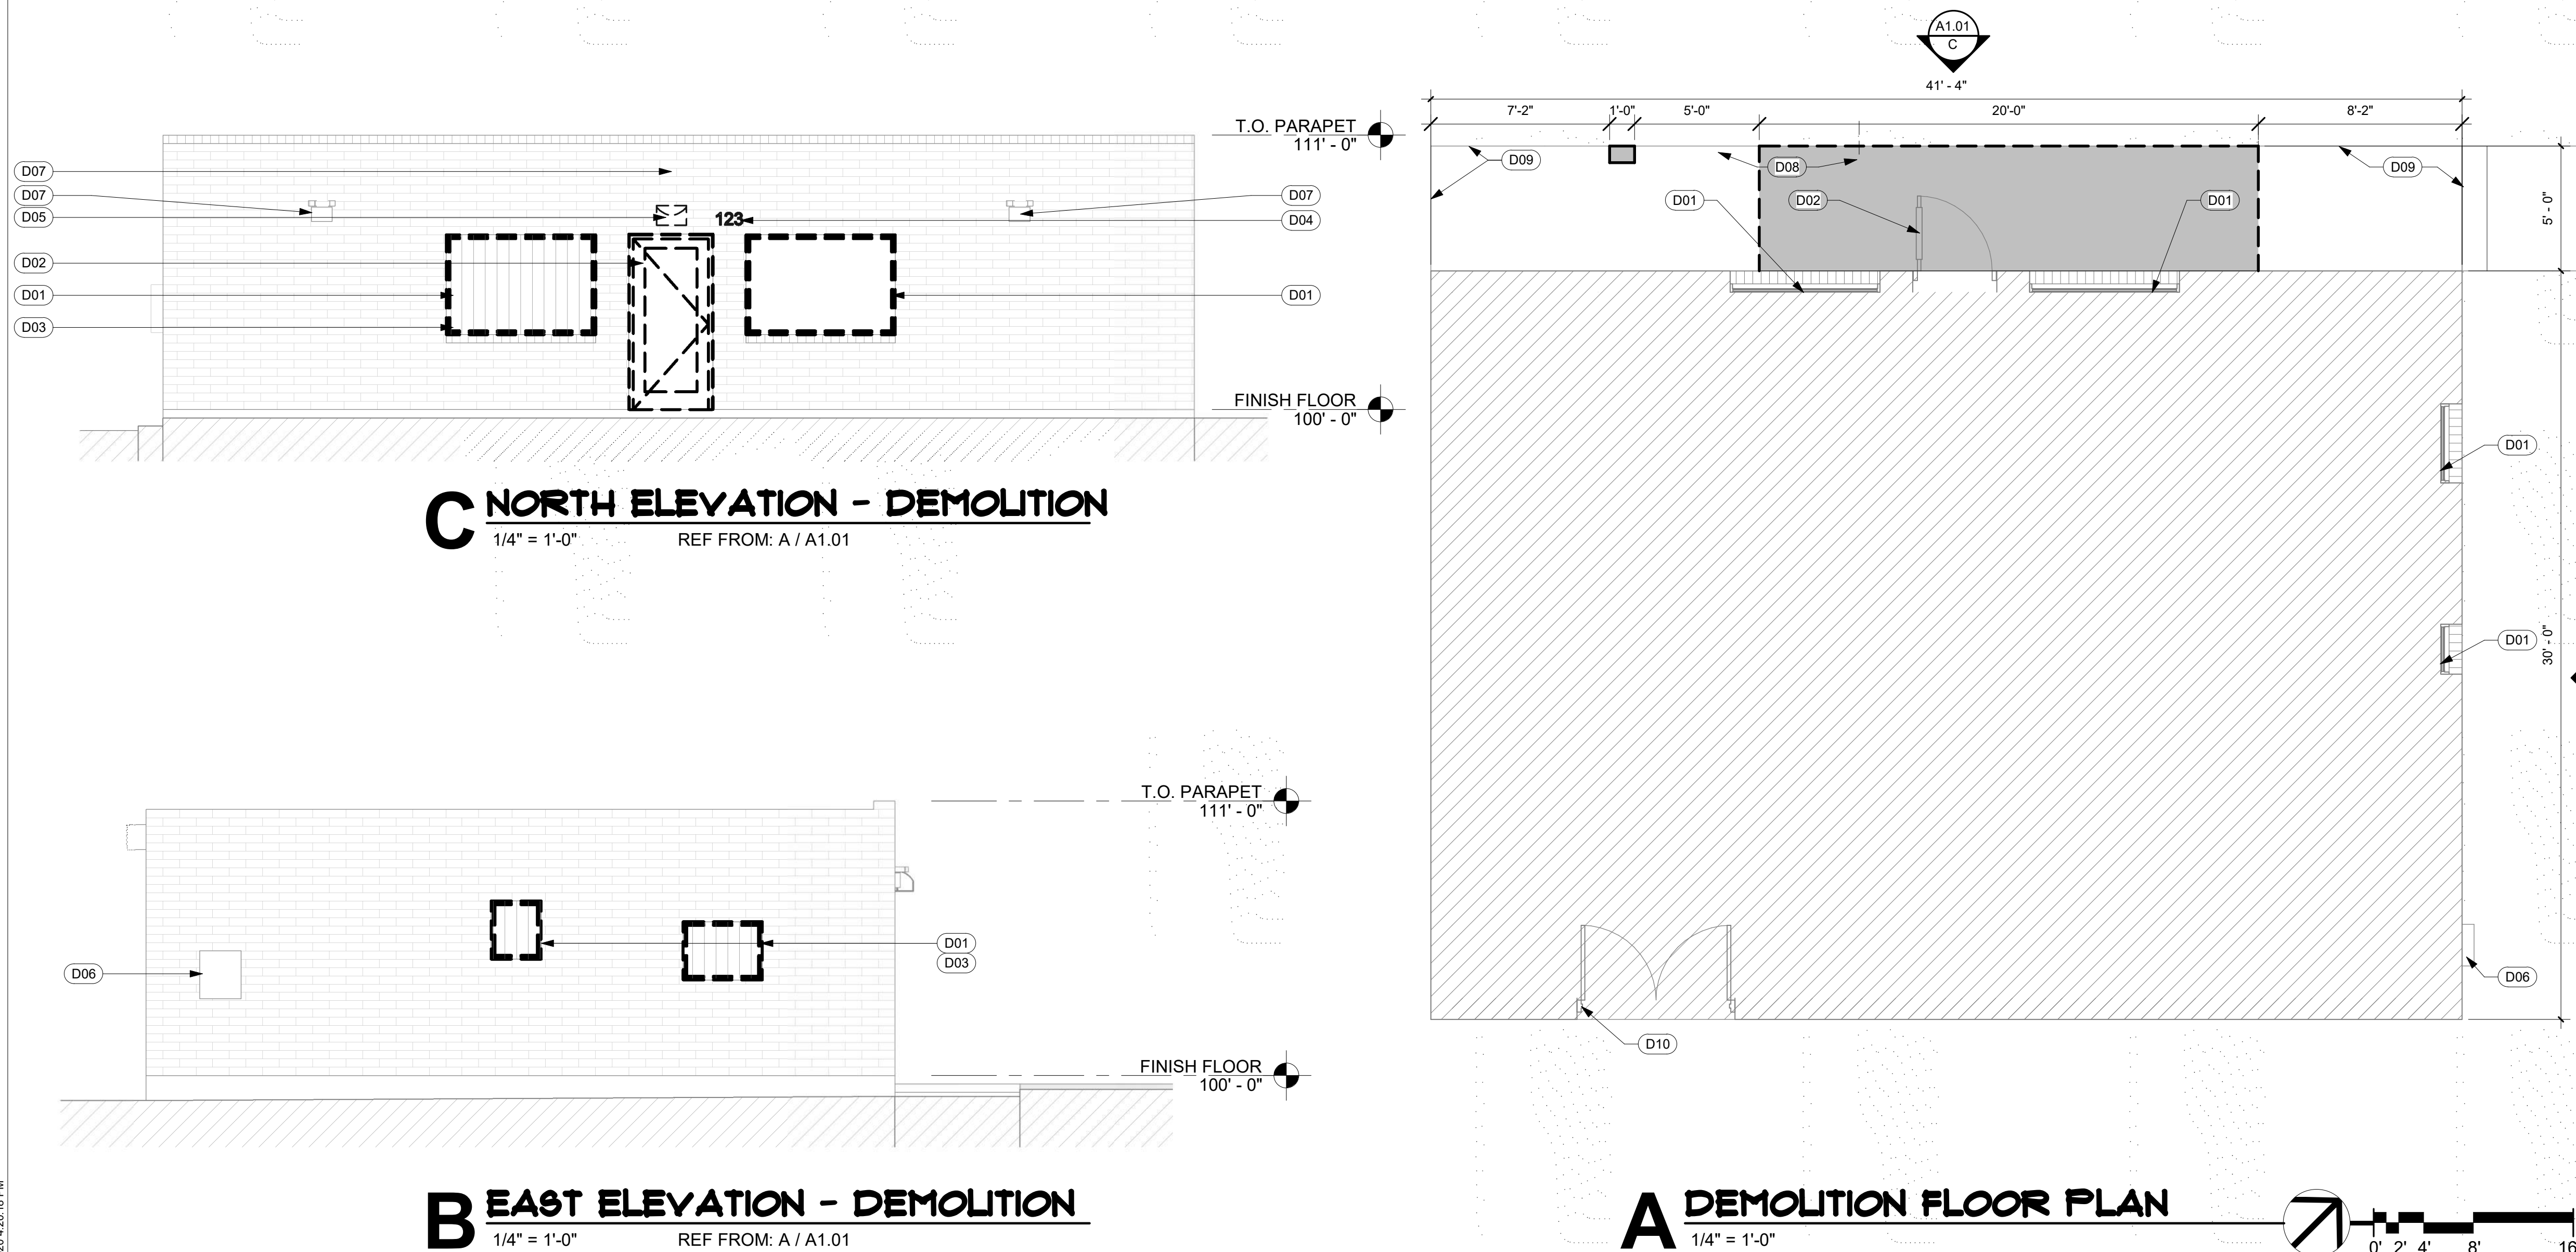 A1.01
C
41' - 4"
7'-2" 1'-0" 5'-0" 20'-0" 8'-2"
T.O. PARAPET
111' - 0"
D07
D07
D05
D02
D01
D03
123
D07
D04
D01
FINISH FLOOR
100' - 0"
C NORTH ELEVATION - DEMOLITION
1/4" = 1'-0" REF FROM: A / A1.01
D09
D08
D09
D01
D02
D01
5' - 0"
D01
D01
30' - 0"
D06
D10
T.O. PARAPET
111' - 0"
D01
D03
D06
FINISH FLOOR
100' - 0"
B EAST ELEVATION - DEMOLITION
1/4" = 1'-0" REF FROM: A / A1.01
A DEMOLITION FLOOR PLAN
1/4" = 1'-0"
0' 2' 4' 8' 16